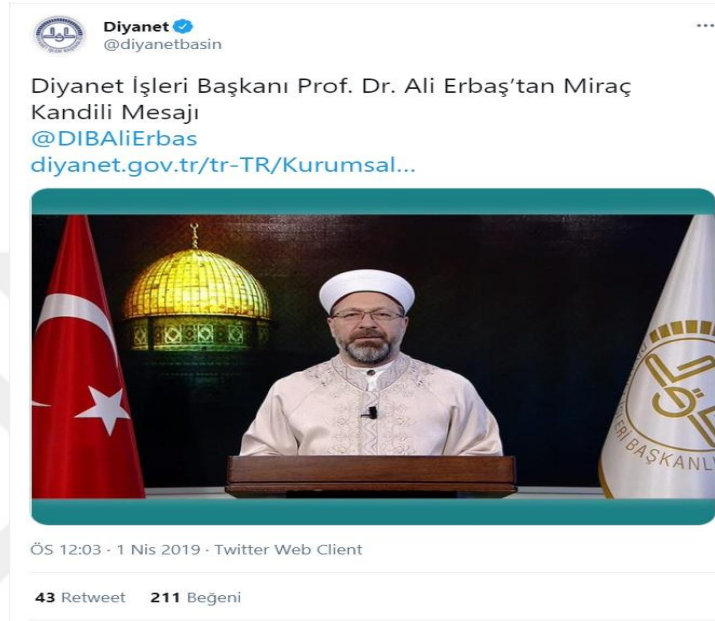 Diyanet
@diyanetbasin
Diyanet İşleri Başkanı Prof. Dr. Ali Erbaş’tan Miraç
Kandili Mesajı
@DIBAliErbas
diyanet.gov.tr/tr-TR/Kurumsal...
BAŞKANL
ÖS 12:03 · 1 Nis 2019 · Twitter Web Client
43 Retweet 211 Beğeni